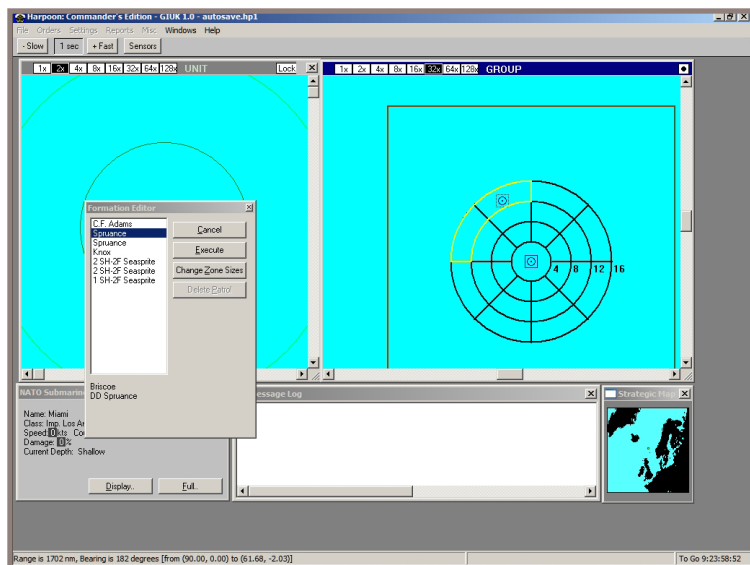 Harpoon: Commander's Edition - GIUK 1.0 - autosave.hp1
File Orders Settings Reports Misc Windows Help
- Slow 1 sec + Fast Sensors
1x 2x 4x 8x 16x 32x 64x 128x UNIT Lock
1x 2x 4x 8x 16x 32x 64x 128x GROUP
4 8 12 16
Formation Editor
C.F. Adams
Spruance
Spruance
Knox
2 SH-2F Seasprite
2 SH-2F Seasprite
1 SH-2F Seasprite
Cancel
Execute
Change Zone Sizes
Delete Patrol
Briscoe
DD Spruance
NATO Submarin
Name: Miami
Class: Imp. Los An
Speed: 0 kts Cou
Damage: 0 %
Current Depth: Shallow
Display.. Full..
essage Log
Strategic Map
Range is 1702 nm, Bearing is 182 degrees [from (90.00, 0.00) to (61.68, -2.03)]
To Go 9:23:58:52